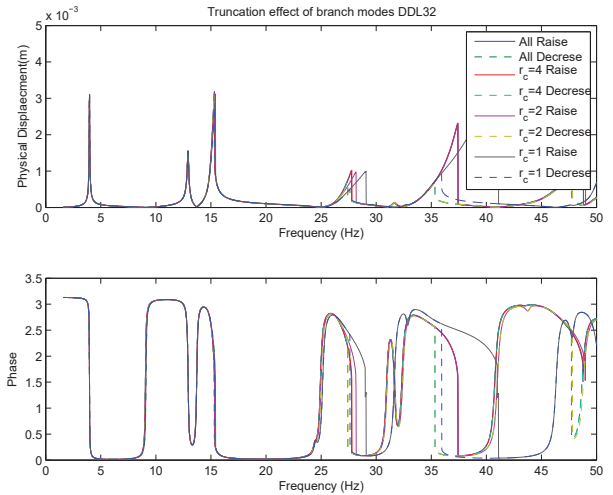 Truncation effect of branch modes DDL32
x 10⁻³
5
4
3
2
1
0
Physical Displaecment(m)
All Raise
All Decrese
r_c=4 Raise
r_c=4 Decrese
r_c=2 Raise
r_c=2 Decrese
r_c=1 Raise
r_c=1 Decrese
0 5 10 15 20 25 30 35 40 45 50
Frequency (Hz)
3.5
3
2.5
2
1.5
1
0.5
0
Phase
0 5 10 15 20 25 30 35 40 45 50
Frequency (Hz)